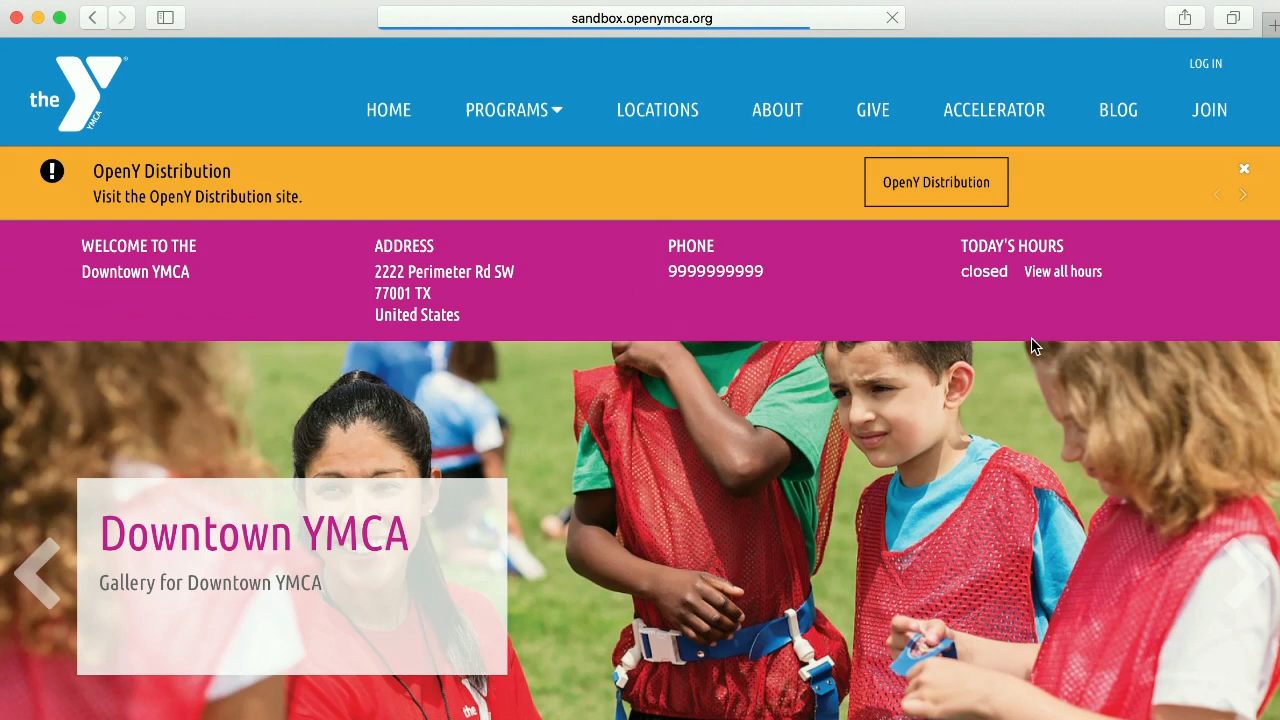 sandbox.openymca.org
LOG IN
the
YMCA
HOME PROGRAMS LOCATIONS ABOUT GIVE ACCELERATOR BLOG JOIN
OpenY Distribution
Visit the OpenY Distribution site.
OpenY Distribution
WELCOME TO THE
Downtown YMCA
ADDRESS
2222 Perimeter Rd SW
77001 TX
United States
PHONE
9999999999
TODAY'S HOURS
closed View all hours
Downtown YMCA
Gallery for Downtown YMCA
the